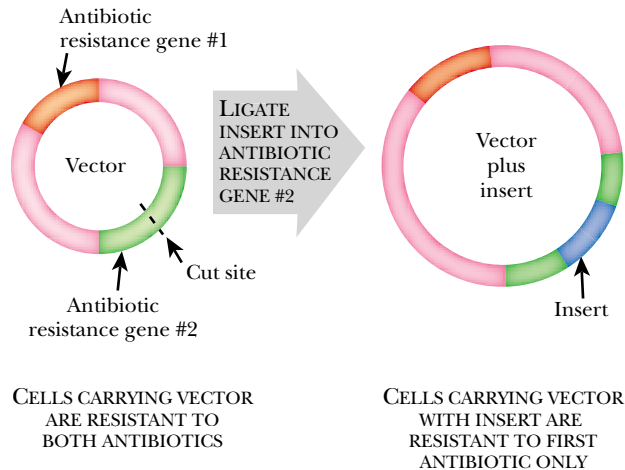 Antibiotic
resistance gene #1
Vector
Cut site
Antibiotic
resistance gene #2
LIGATE
INSERT INTO
ANTIBIOTIC
RESISTANCE
GENE #2
Vector
plus
insert
Insert
CELLS CARRYING VECTOR
ARE RESISTANT TO
BOTH ANTIBIOTICS
CELLS CARRYING VECTOR
WITH INSERT ARE
RESISTANT TO FIRST
ANTIBIOTIC ONLY